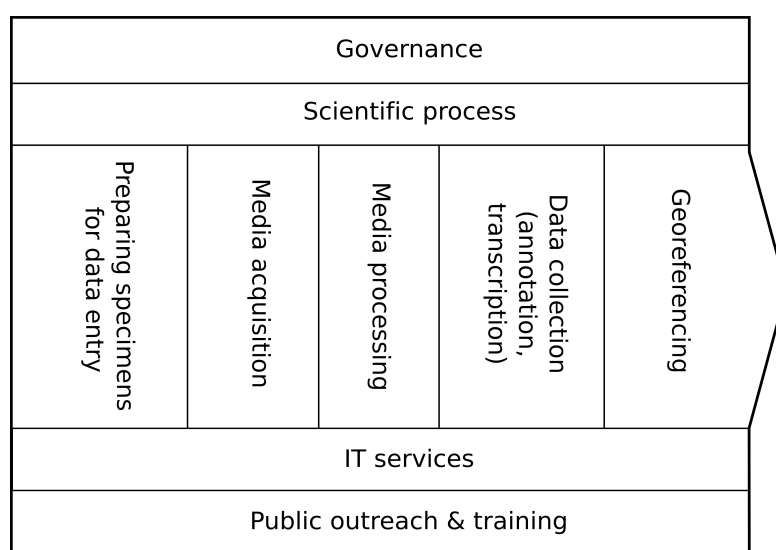 Governance
Scientific process
Preparing specimens
for data entry
Media acquisition
Media processing
Data collection
(annotation,
transcription)
Georeferencing
IT services
Public outreach & training